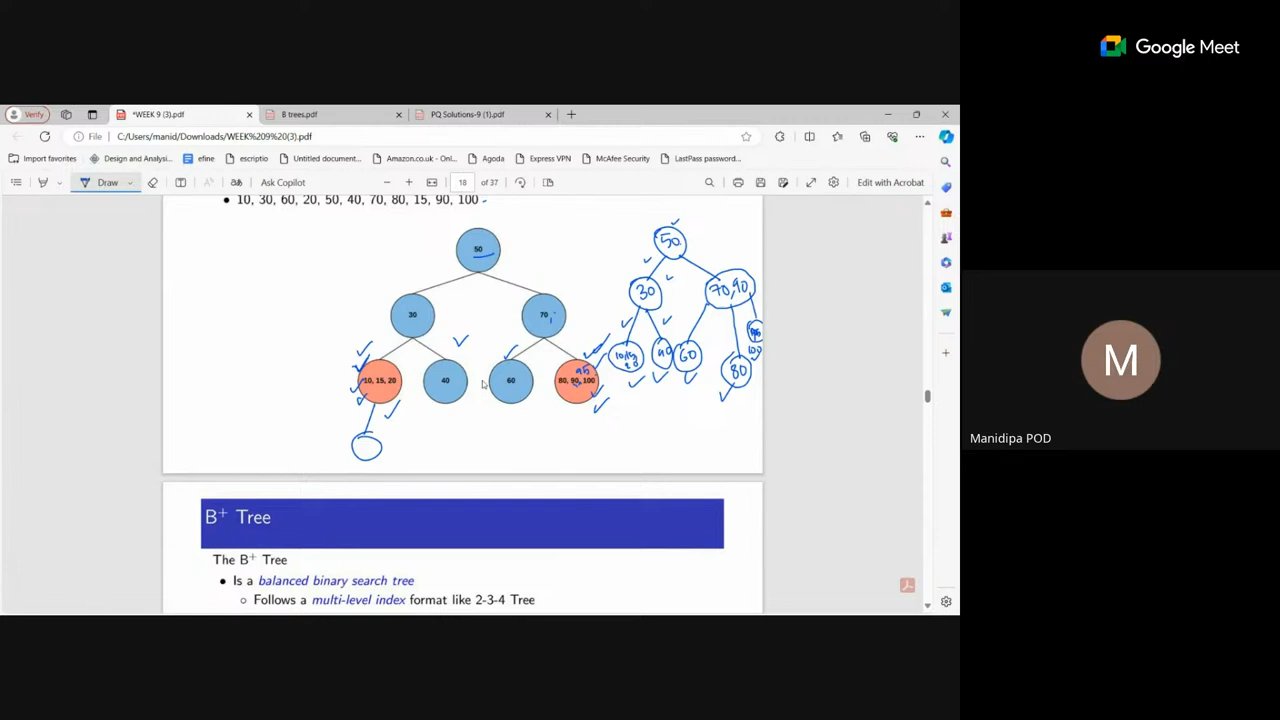 Google Meet
Verify
*WEEK 9 (3).pdf
B trees.pdf
PQ Solutions-9 (1).pdf
File
C:/Users/manid/Downloads/WEEK%209%20(3).pdf
Import favorites
Design and Analysi...
efine
escriptio
Untitled document...
Amazon.co.uk - Onl...
Agoda
Express VPN
McAfee Security
LastPass password...
Draw
Ask Copilot
18 of 37
Edit with Acrobat
• 10, 30, 60, 20, 50, 40, 70, 80, 15, 90, 100
50
50
30
70
30
70,90
10, 15, 20
40
60
80, 90, 100
95
10,15,
20
40
60
80
95
100
M
Manidipa POD
B+ Tree
The B+ Tree
• Is a balanced binary search tree
○ Follows a multi-level index format like 2-3-4 Tree